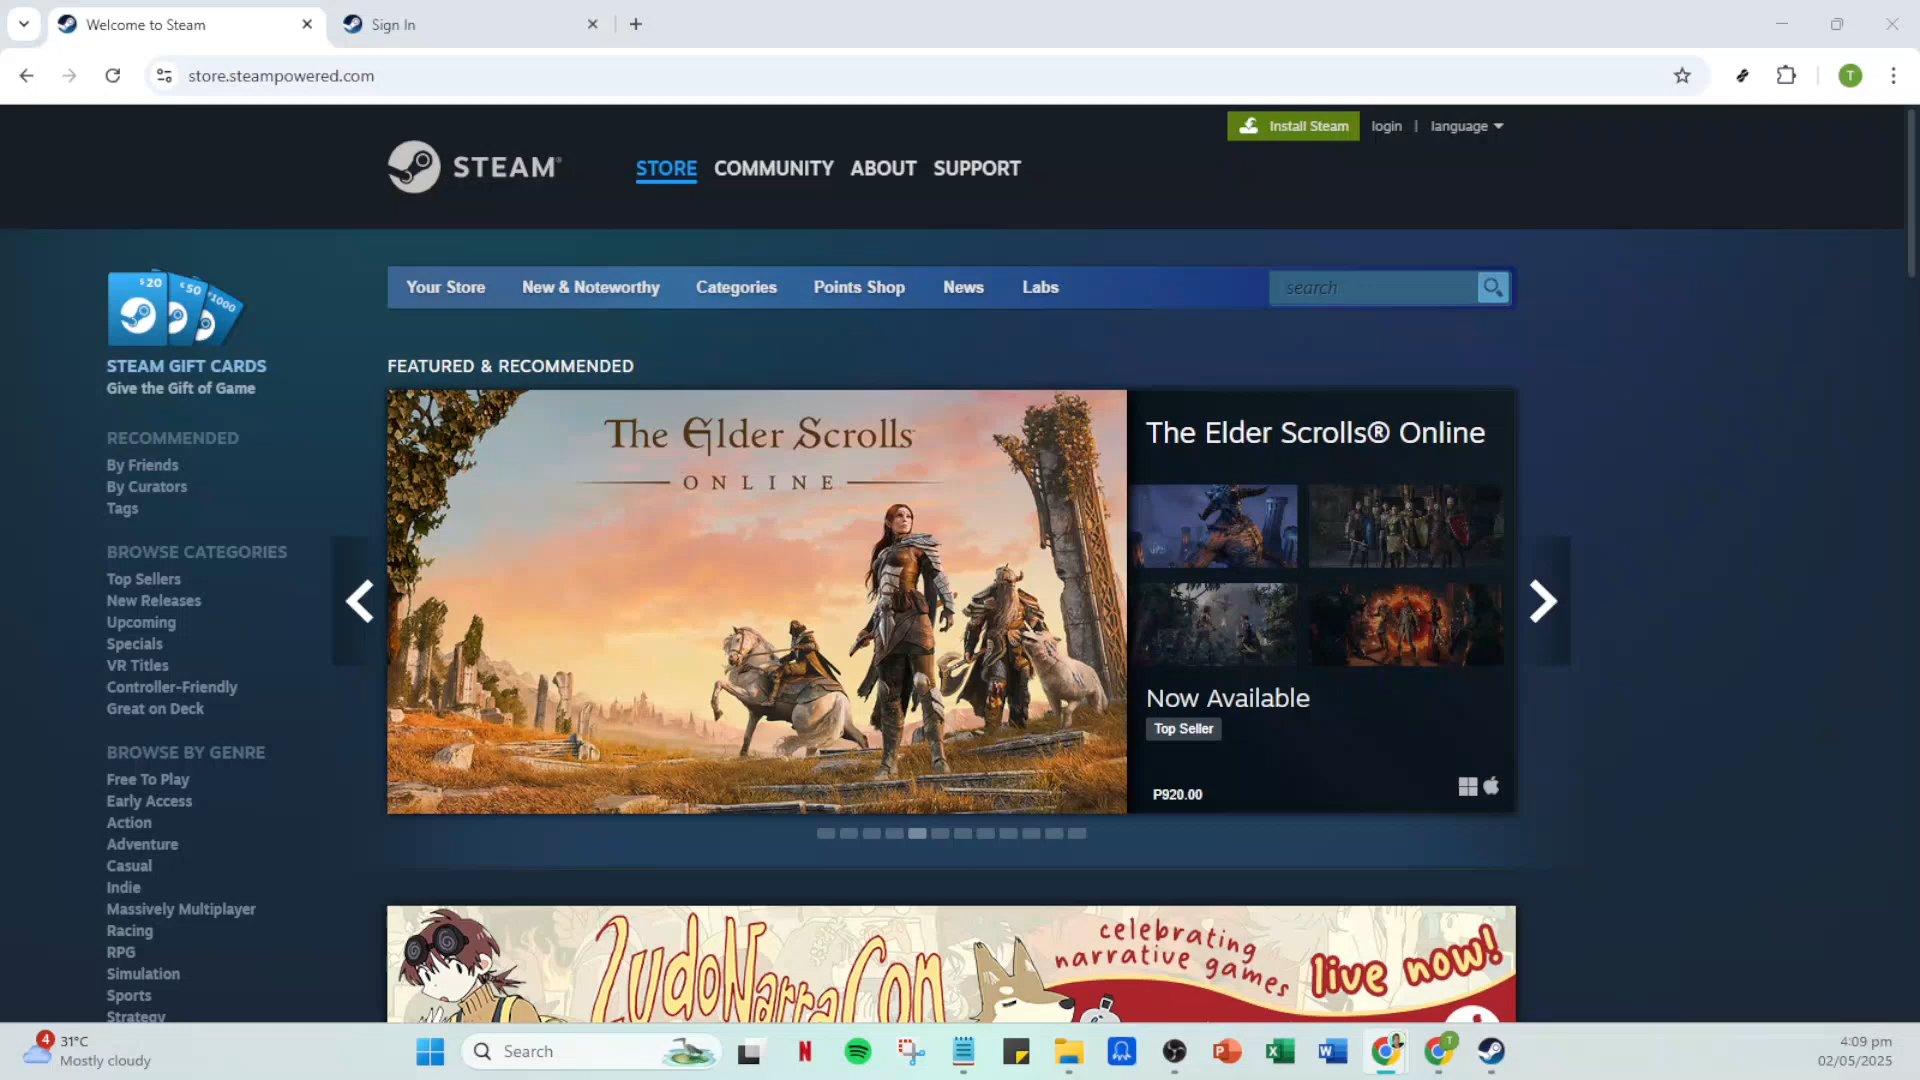 Welcome to Steam
Sign In
store.steampowered.com
T
Install Steam
login | language
STEAM®
STORE COMMUNITY ABOUT SUPPORT
$20 €50 1000
STEAM GIFT CARDS
Give the Gift of Game
RECOMMENDED
By Friends
By Curators
Tags
BROWSE CATEGORIES
Top Sellers
New Releases
Upcoming
Specials
VR Titles
Controller-Friendly
Great on Deck
BROWSE BY GENRE
Free To Play
Early Access
Action
Adventure
Casual
Indie
Massively Multiplayer
Racing
RPG
Simulation
Sports
Strategy
Your Store New & Noteworthy Categories Points Shop News Labs search
FEATURED & RECOMMENDED
The Elder Scrolls
ONLINE
The Elder Scrolls® Online
Now Available
Top Seller
P920.00
LudoNarraCon
celebrating
narrative games
live now!
4
31°C
Mostly cloudy
Search
N
T
4:09 pm
02/05/2025